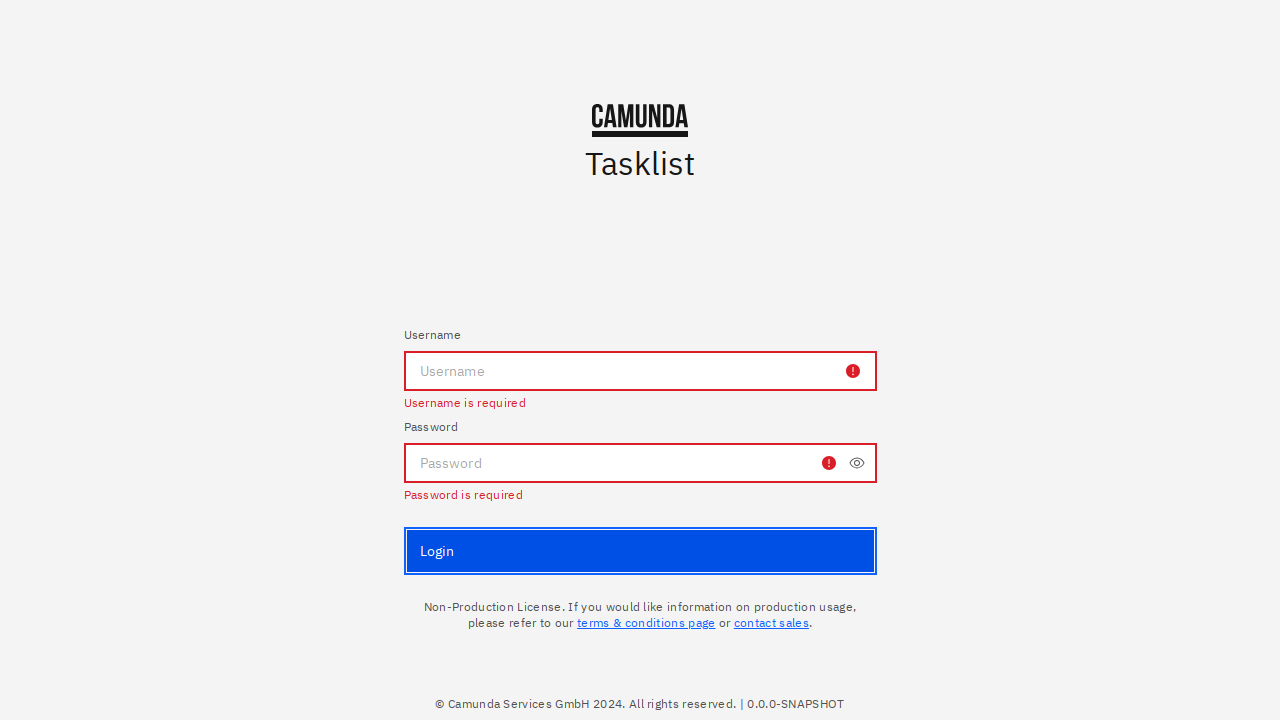 CAMUNDA
Tasklist
Username
Username
Username is required
Password
Password
Password is required
Login
Non-Production License. If you would like information on production usage,
please refer to our terms & conditions page or contact sales.
© Camunda Services GmbH 2024. All rights reserved. | 0.0.0-SNAPSHOT